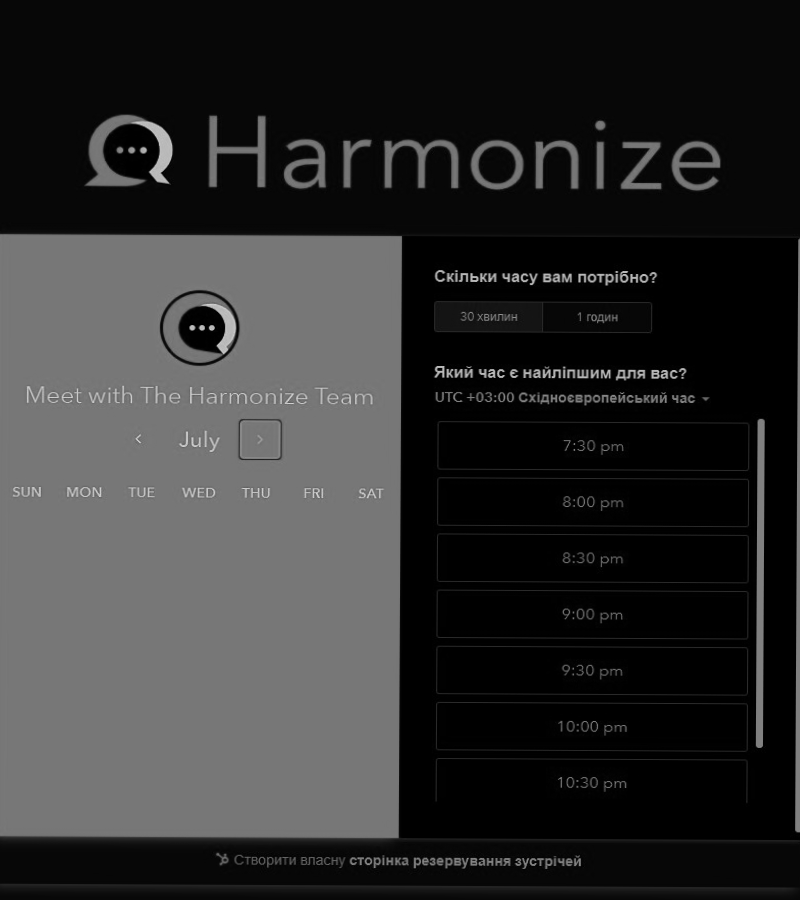 Harmonize
Meet with The Harmonize Team
July
SUN MON TUE WED THU FRI SAT
Скільки часу вам потрібно?
30 хвилин 1 годин
Який час є найліпшим для вас?
UTC +03:00 Східноєвропейський час
7:30 pm
8:00 pm
8:30 pm
9:00 pm
9:30 pm
10:00 pm
10:30 pm
Створити власну сторінка резервування зустрічей